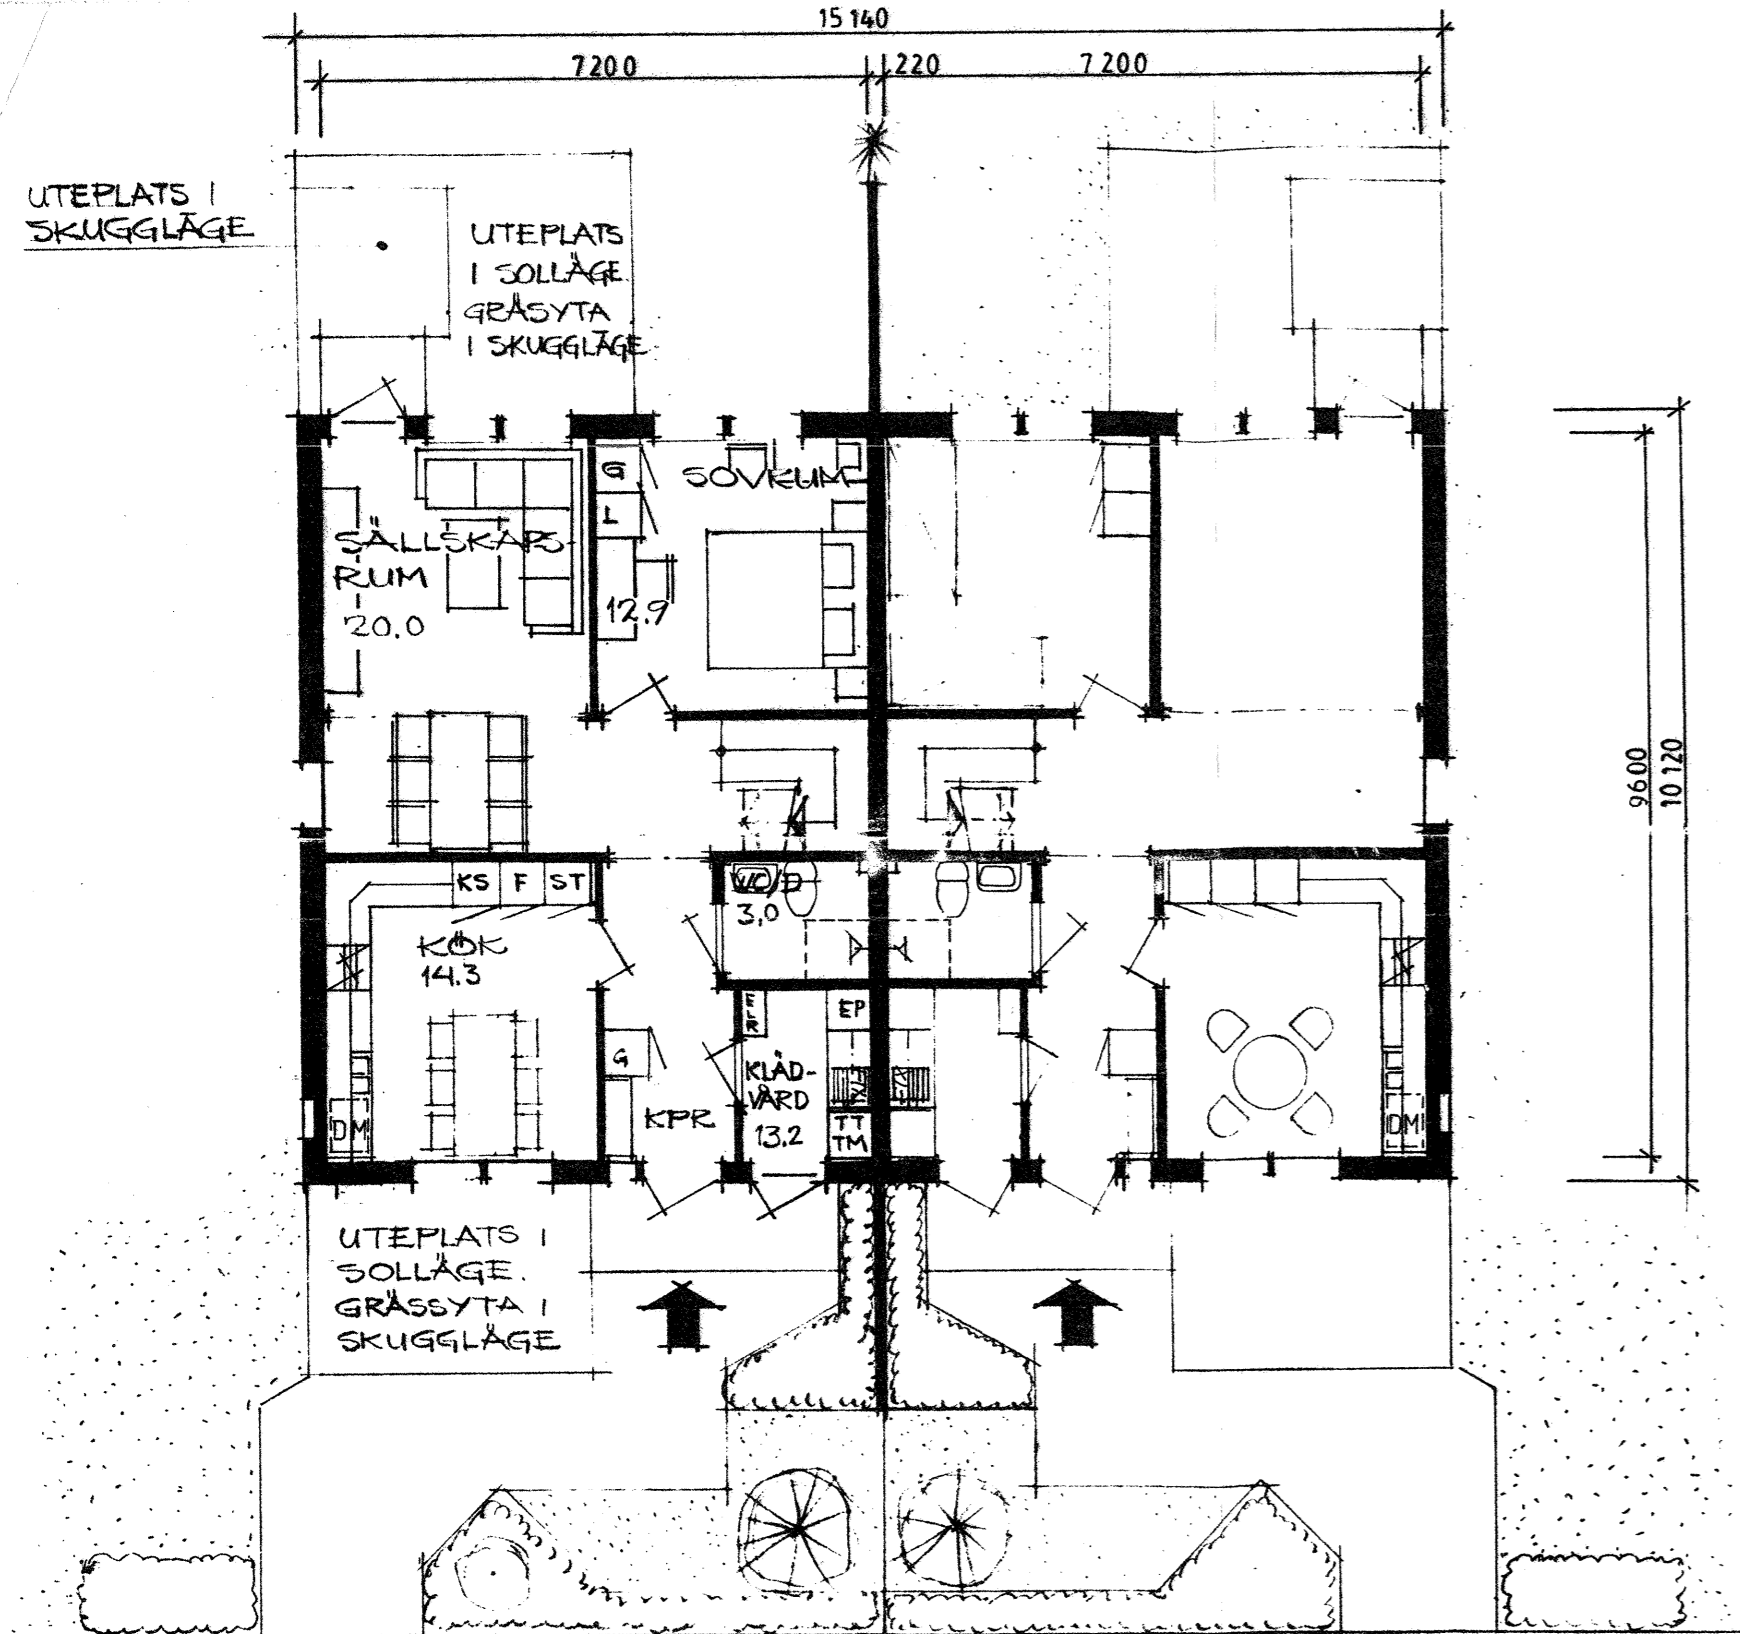 15 140
7200
220
7 200
UTEPLATS I
SKUGGLÄGE
UTEPLATS
I SOLLÄGE
GRÄSYTA
I SKUGGLÄGE
G
L
SOVRUM
SÄLLSKAPS-
RUM
20.0
12.9
9600
10 120
KS F ST
WC/D
3.0
KÖK
14.3
ELR
EP
G
KLÄD-
VÅRD
13.2
KPR
TT
TM
DM
DM
UTEPLATS I
SOLLÄGE.
GRÄSSYTA I
SKUGGLÄGE